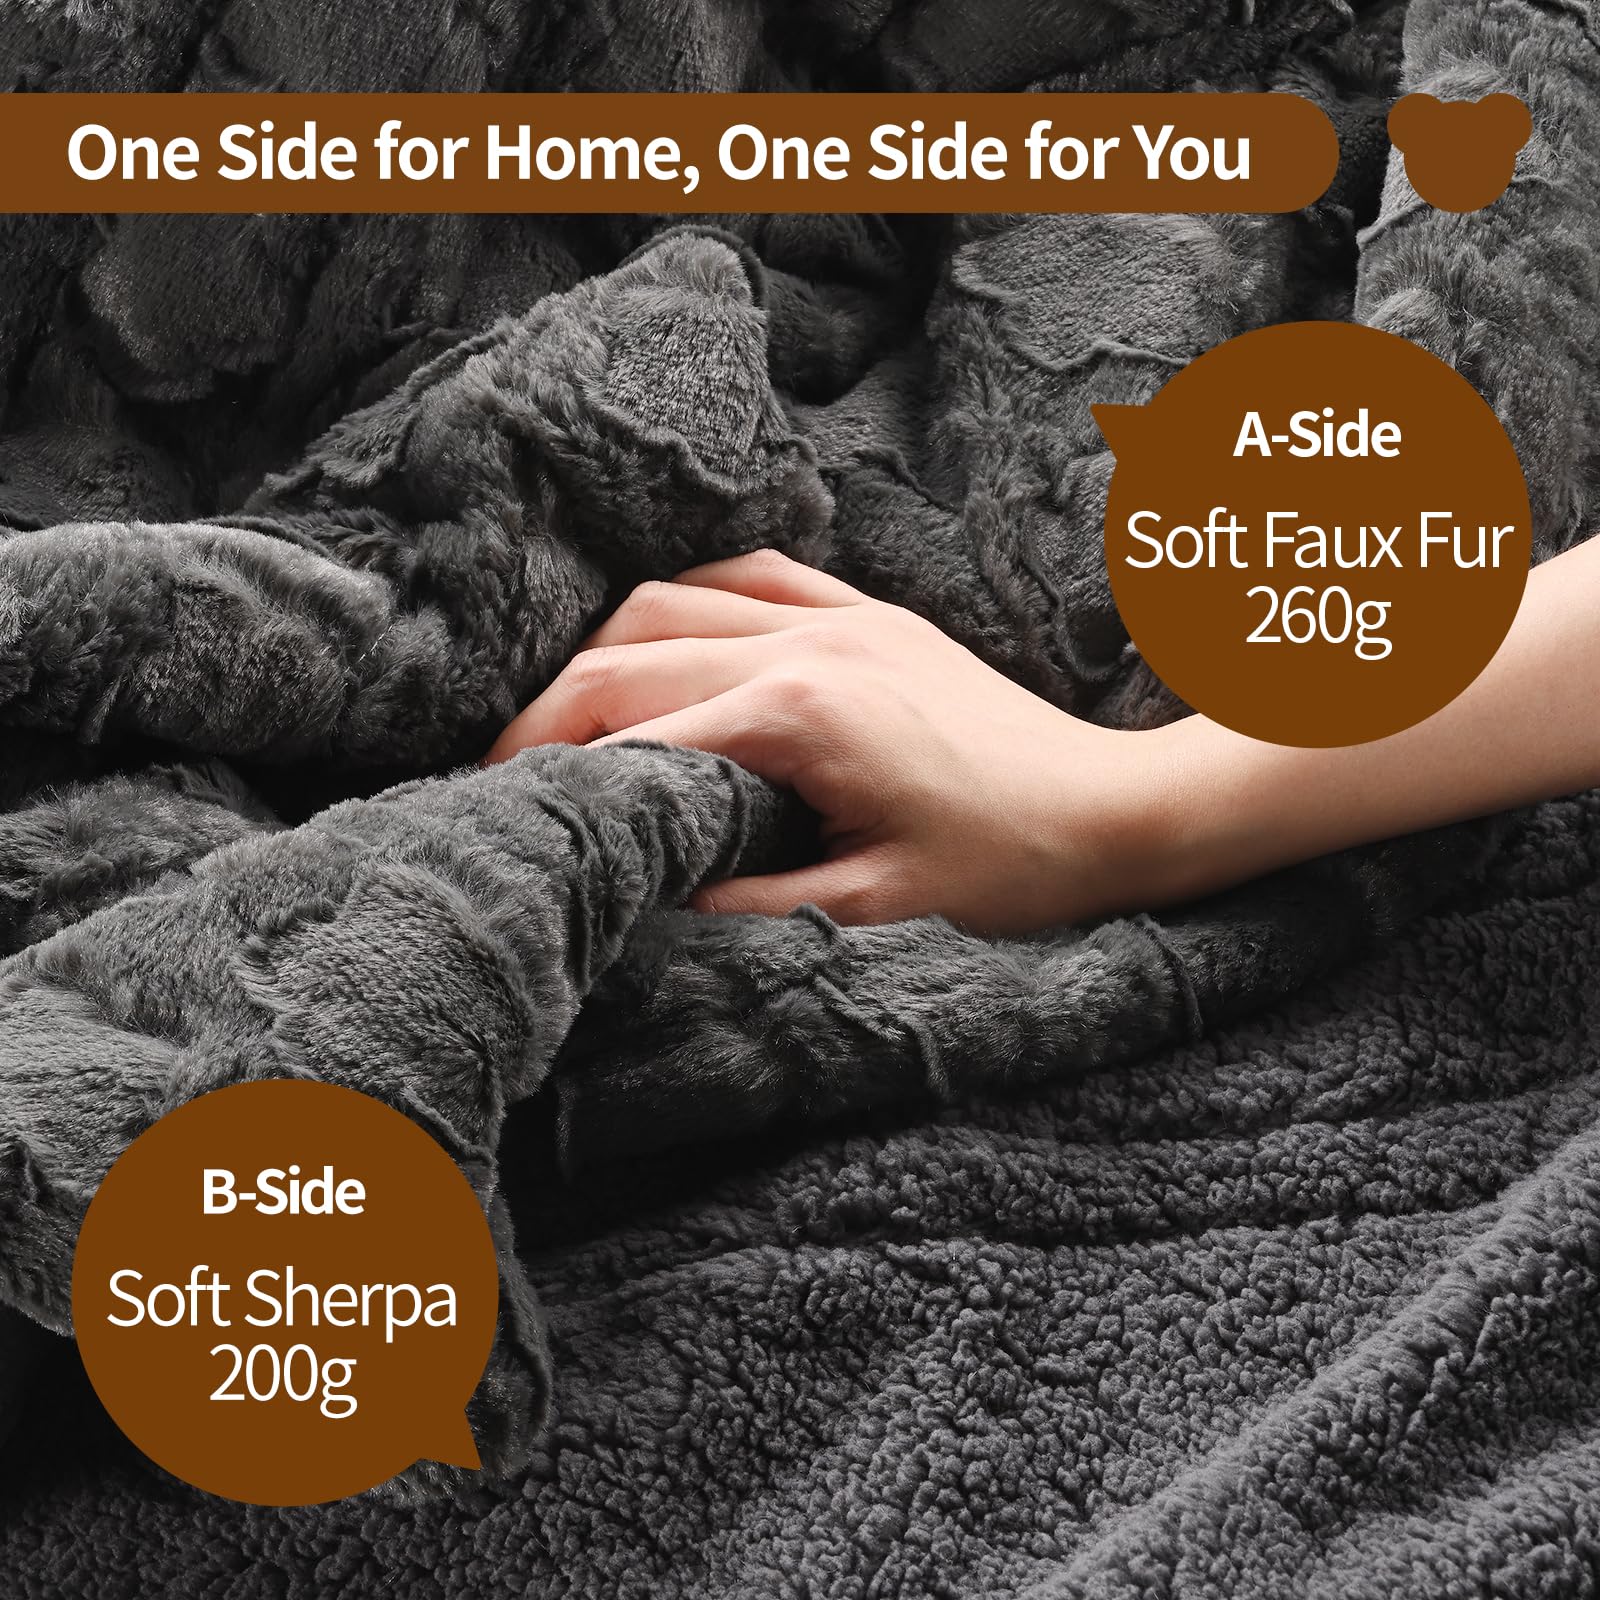 One Side for Home, One Side for You
A-Side
Soft Faux Fur
260g
B-Side
Soft Sherpa
200g